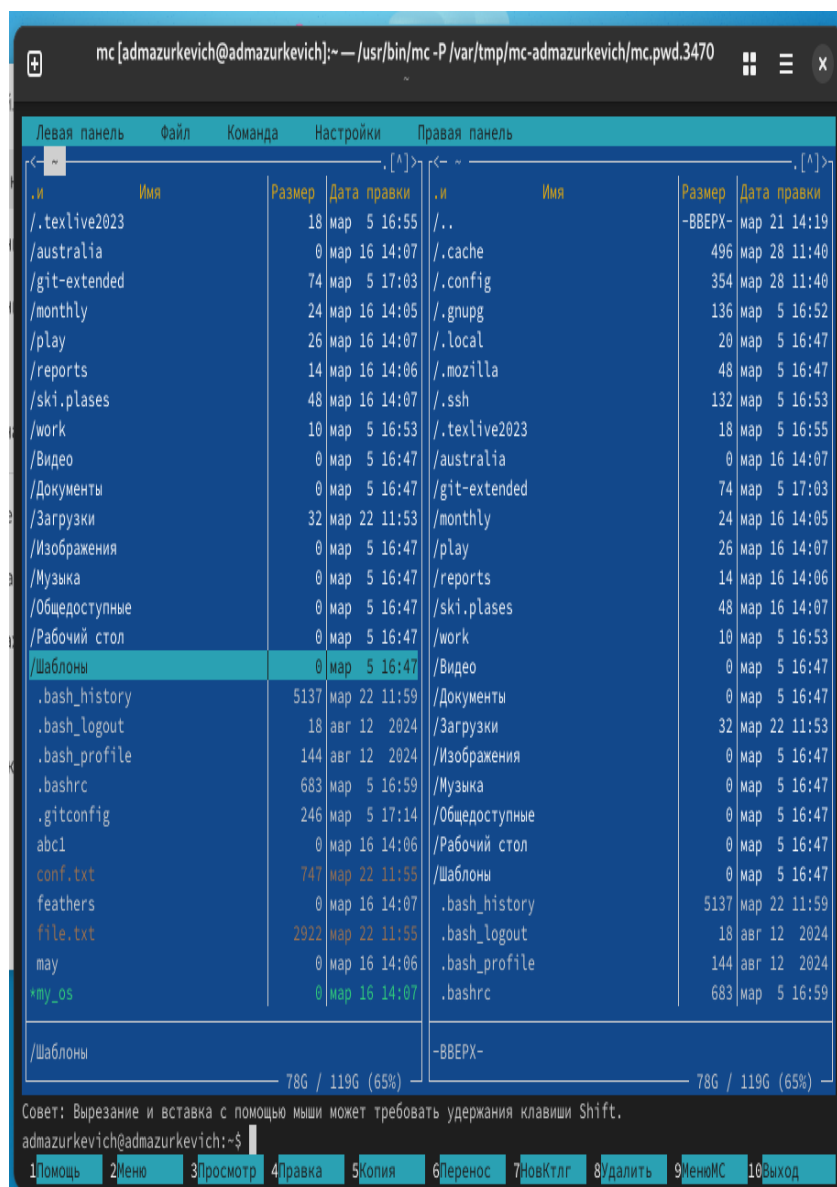 mc [admazurkevich@admazurkevich]:~ — /usr/bin/mc -P /var/tmp/mc-admazurkevich/mc.pwd.3470
~
Левая панель Файл Команда Настройки Правая панель
<- ~ .[^]> <- ~ .[^]>
.и Имя Размер Дата правки .и Имя Размер Дата правки
/.texlive2023 18 мар 5 16:55 /.. -ВВЕРХ- мар 21 14:19
/australia 0 мар 16 14:07 /.cache 496 мар 28 11:40
/git-extended 74 мар 5 17:03 /.config 354 мар 28 11:40
/monthly 24 мар 16 14:05 /.gnupg 136 мар 5 16:52
/play 26 мар 16 14:07 /.local 20 мар 5 16:47
/reports 14 мар 16 14:06 /.mozilla 48 мар 5 16:47
/ski.plases 48 мар 16 14:07 /.ssh 132 мар 5 16:53
/work 10 мар 5 16:53 /.texlive2023 18 мар 5 16:55
/Видео 0 мар 5 16:47 /australia 0 мар 16 14:07
/Документы 0 мар 5 16:47 /git-extended 74 мар 5 17:03
/Загрузки 32 мар 22 11:53 /monthly 24 мар 16 14:05
/Изображения 0 мар 5 16:47 /play 26 мар 16 14:07
/Музыка 0 мар 5 16:47 /reports 14 мар 16 14:06
/Общедоступные 0 мар 5 16:47 /ski.plases 48 мар 16 14:07
/Рабочий стол 0 мар 5 16:47 /work 10 мар 5 16:53
/Шаблоны 0 мар 5 16:47 /Видео 0 мар 5 16:47
.bash_history 5137 мар 22 11:59 /Документы 0 мар 5 16:47
.bash_logout 18 авг 12 2024 /Загрузки 32 мар 22 11:53
.bash_profile 144 авг 12 2024 /Изображения 0 мар 5 16:47
.bashrc 683 мар 5 16:59 /Музыка 0 мар 5 16:47
.gitconfig 246 мар 5 17:14 /Общедоступные 0 мар 5 16:47
abc1 0 мар 16 14:06 /Рабочий стол 0 мар 5 16:47
conf.txt 747 мар 22 11:55 /Шаблоны 0 мар 5 16:47
feathers 0 мар 16 14:07 .bash_history 5137 мар 22 11:59
file.txt 2922 мар 22 11:55 .bash_logout 18 авг 12 2024
may 0 мар 16 14:06 .bash_profile 144 авг 12 2024
*my_os 0 мар 16 14:07 .bashrc 683 мар 5 16:59
/Шаблоны -ВВЕРХ-
78G / 119G (65%) 78G / 119G (65%)
Совет: Вырезание и вставка с помощью мыши может требовать удержания клавиши Shift.
admazurkevich@admazurkevich:~$
1Помощь 2Меню 3Просмотр 4Правка 5Копия 6Перенос 7НовКтлг 8Удалить 9МенюМС 10Выход